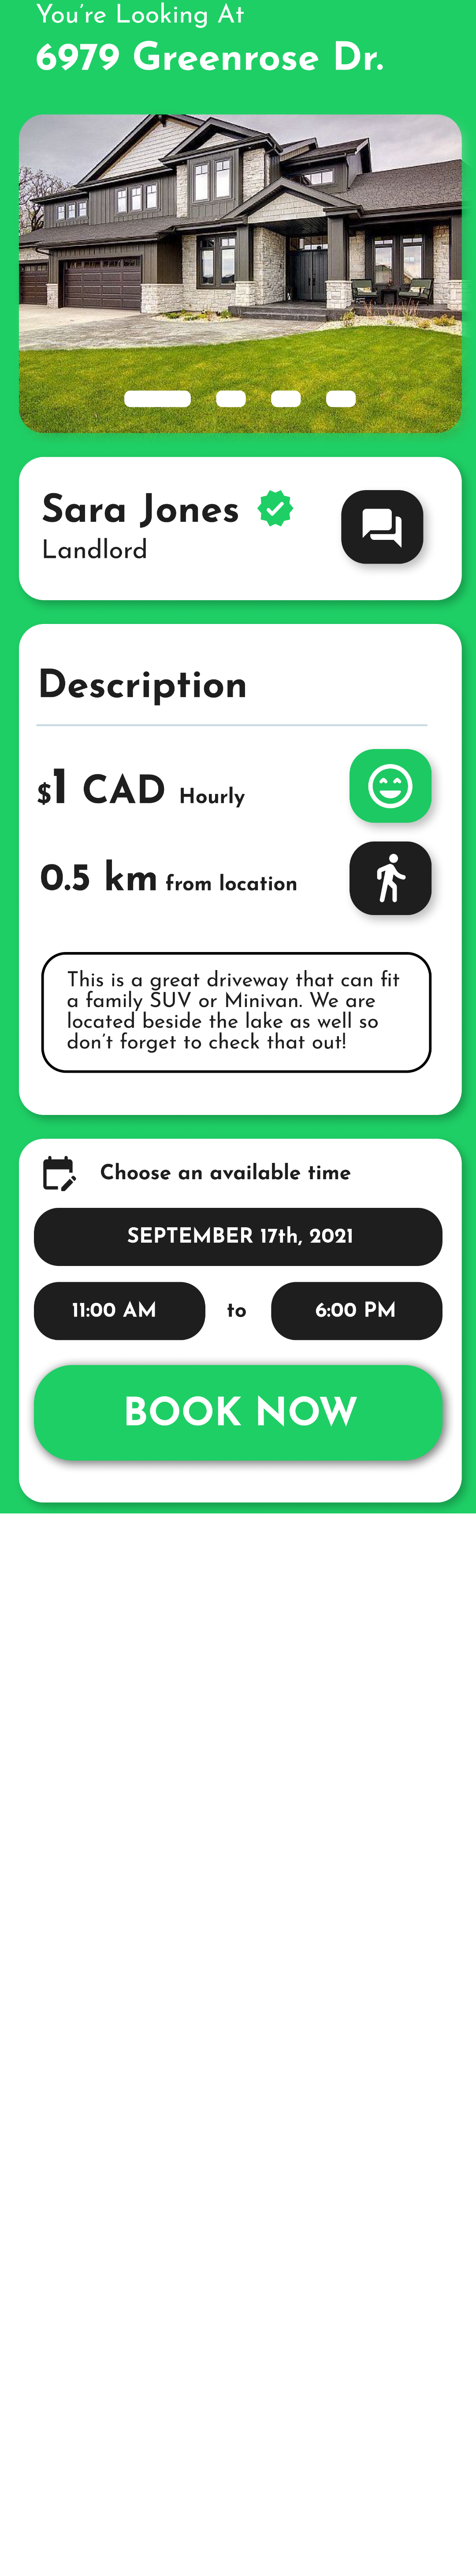 You're Looking At
6979 Greenrose Dr.
Sara Jones
Landlord
Description
$1 CAD Hourly
0.5 km from location
This is a great driveway that can fit
a family SUV or Minivan. We are
located beside the lake as well so
don't forget to check that out!
Choose an available time
SEPTEMBER 17th, 2021
11:00 AM to 6:00 PM
BOOK NOW